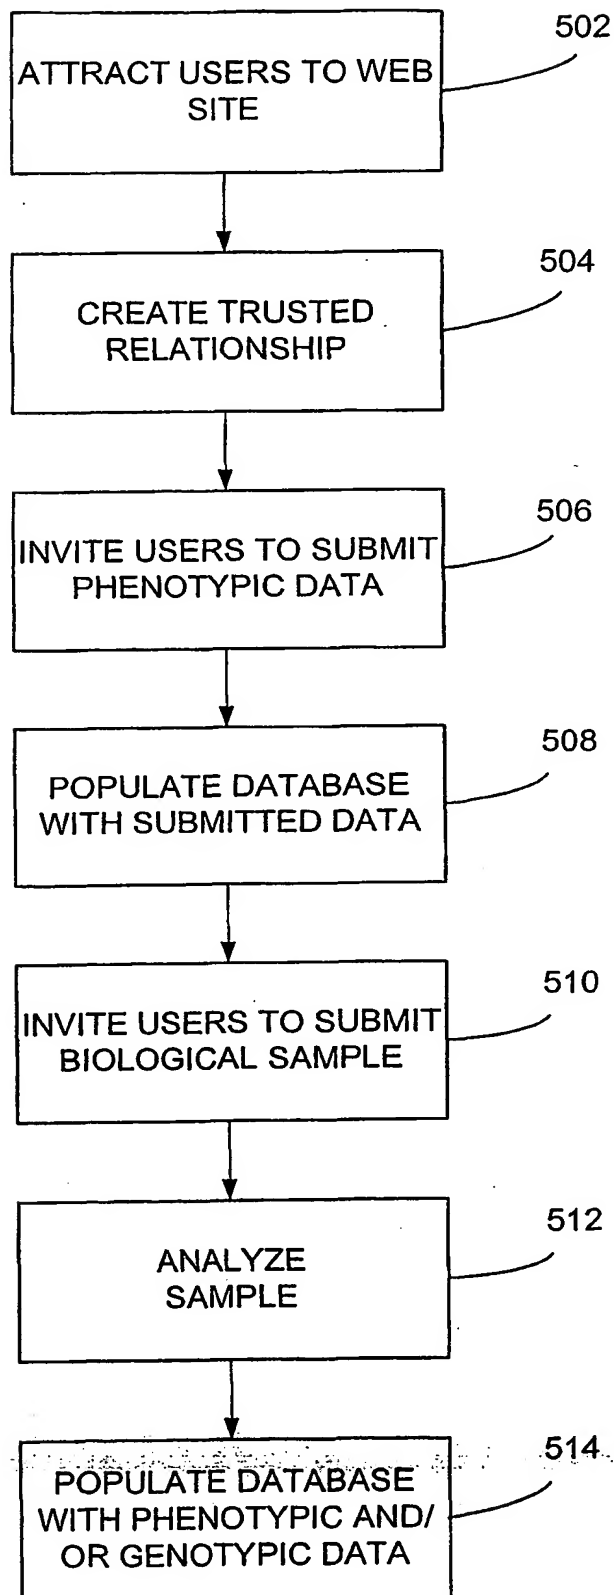 502
ATTRACT USERS TO WEB
SITE
504
CREATE TRUSTED
RELATIONSHIP
506
INVITE USERS TO SUBMIT
PHENOTYPIC DATA
508
POPULATE DATABASE
WITH SUBMITTED DATA
510
INVITE USERS TO SUBMIT
BIOLOGICAL SAMPLE
512
ANALYZE
SAMPLE
514
POPULATE DATABASE
WITH PHENOTYPIC AND/
OR GENOTYPIC DATA